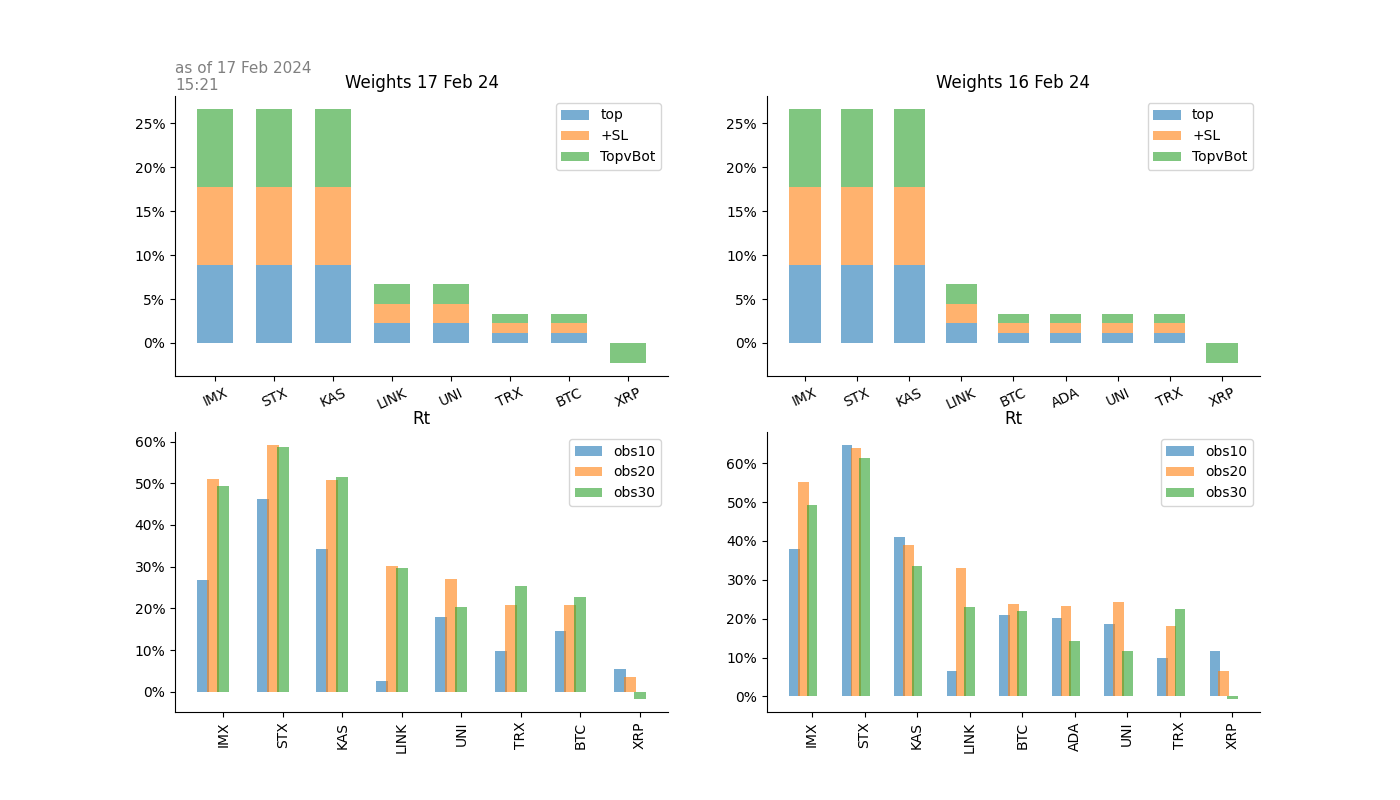 as of 17 Feb 2024
15:21
Weights 17 Feb 24
25%
20%
15%
10%
5%
0%
top
+SL
TopvBot
IMX
STX
KAS
LINK
UNI
TRX
BTC
XRP
Weights 16 Feb 24
25%
20%
15%
10%
5%
0%
top
+SL
TopvBot
IMX
STX
KAS
LINK
BTC
ADA
UNI
TRX
XRP
Rt
60%
50%
40%
30%
20%
10%
0%
obs10
obs20
obs30
IMX
STX
KAS
LINK
UNI
TRX
BTC
XRP
Rt
60%
50%
40%
30%
20%
10%
0%
obs10
obs20
obs30
IMX
STX
KAS
LINK
BTC
ADA
UNI
TRX
XRP